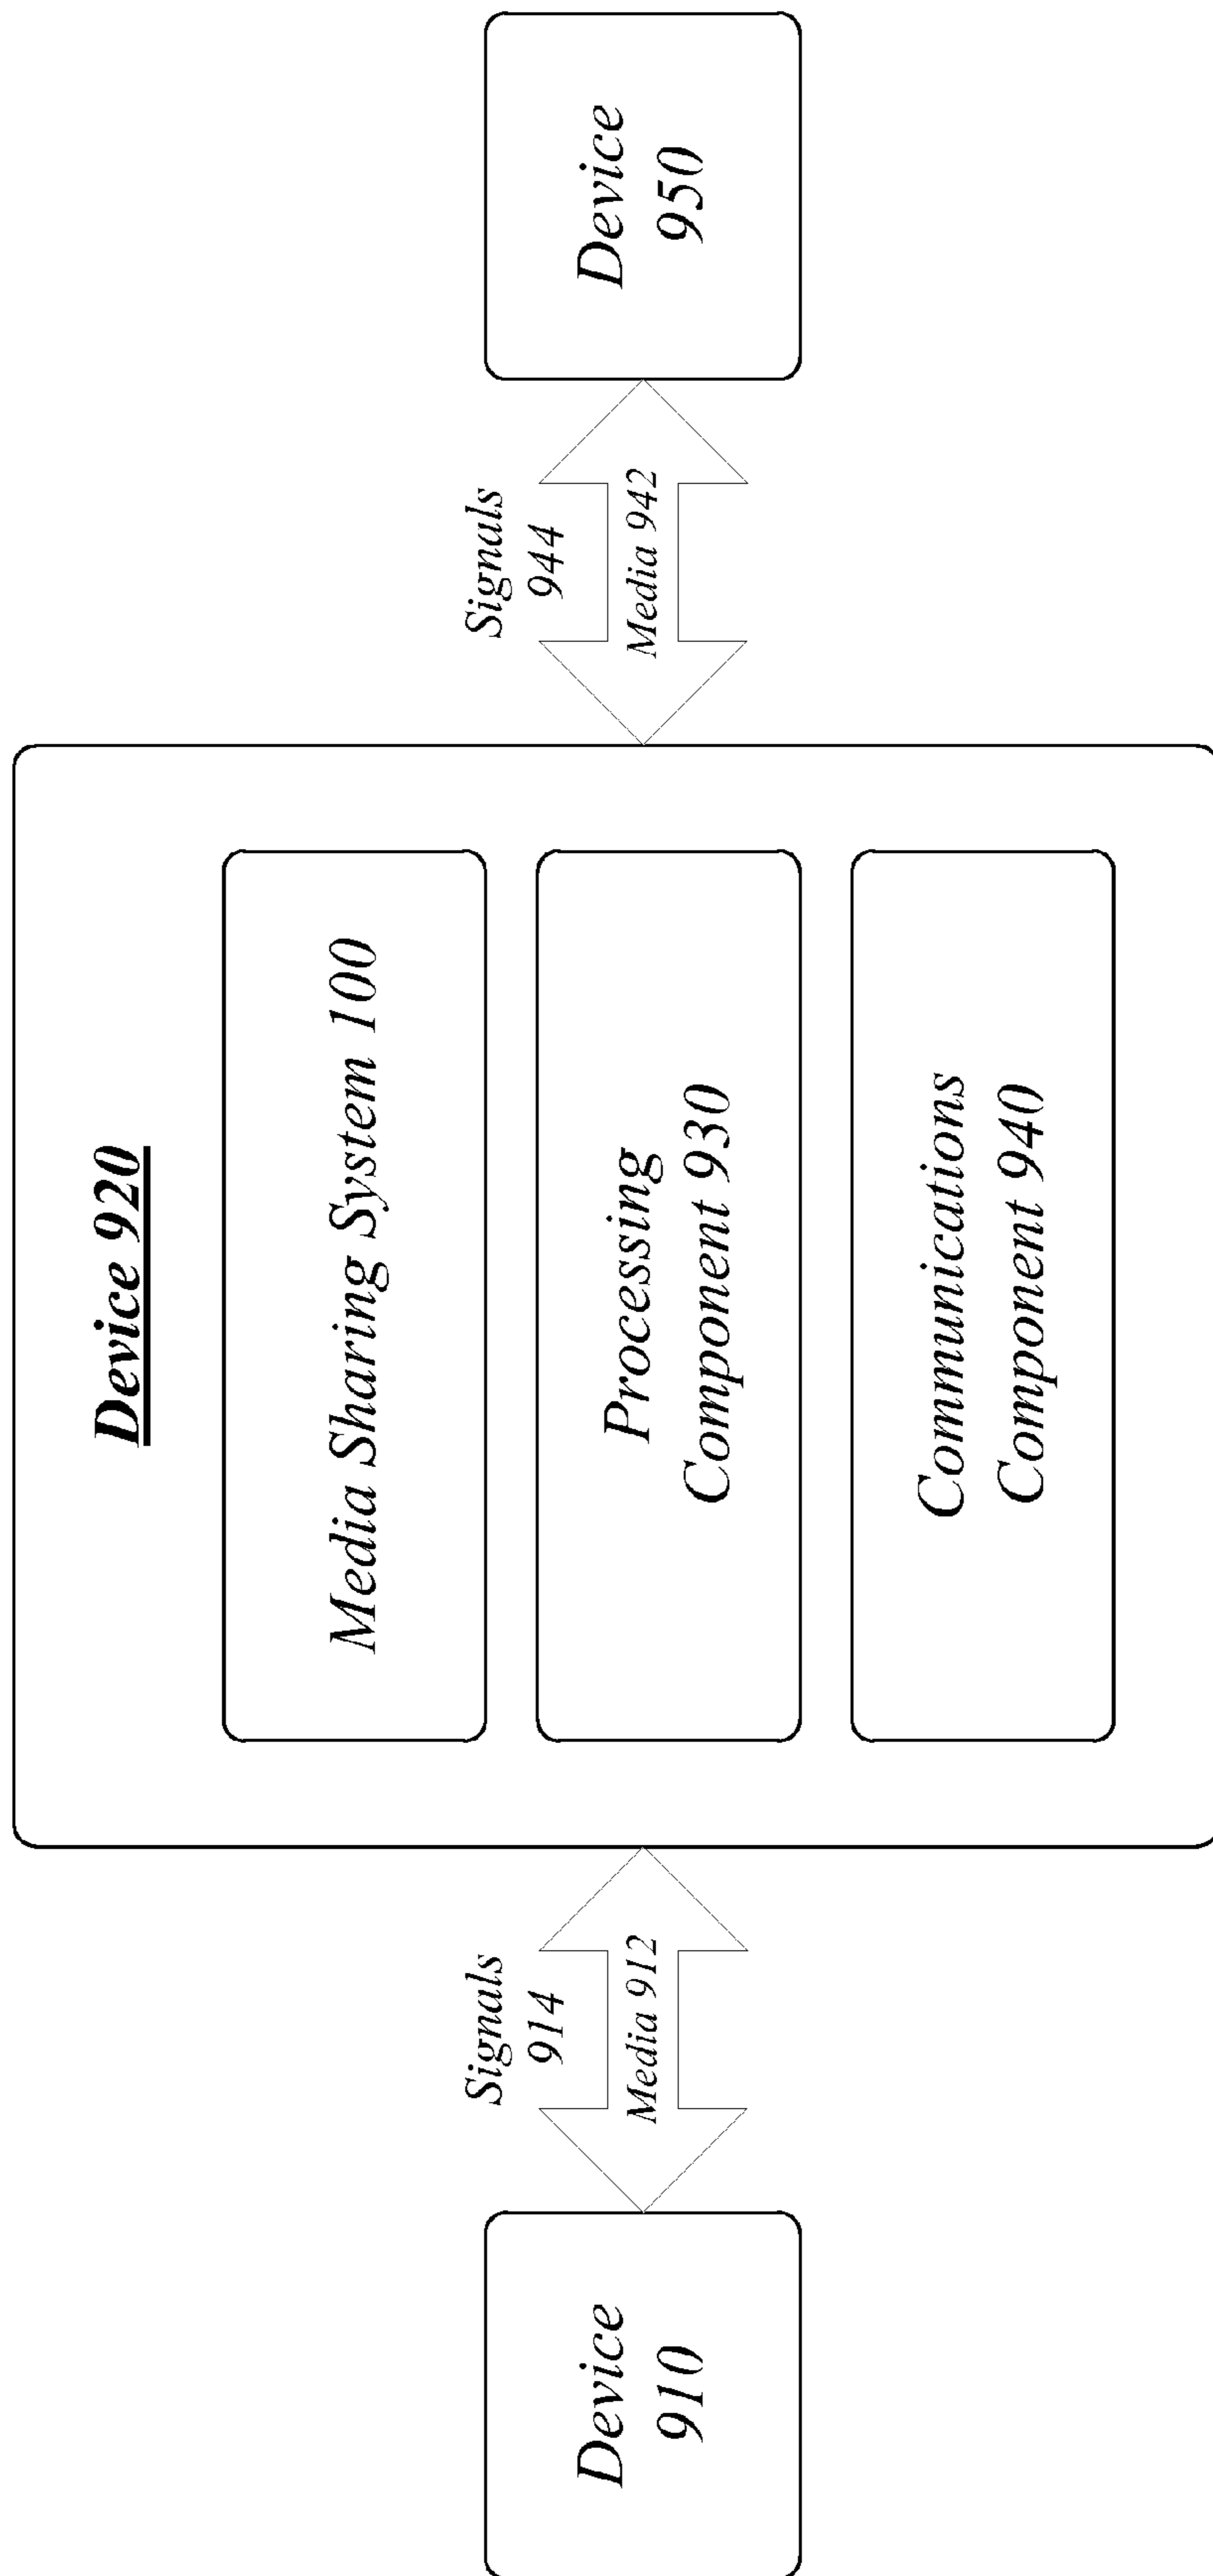 Device 920
Device
910
Signals
914
Media 912
Media Sharing System 100
Processing
Component 930
Communications
Component 940
Signals
944
Media 942
Device
950